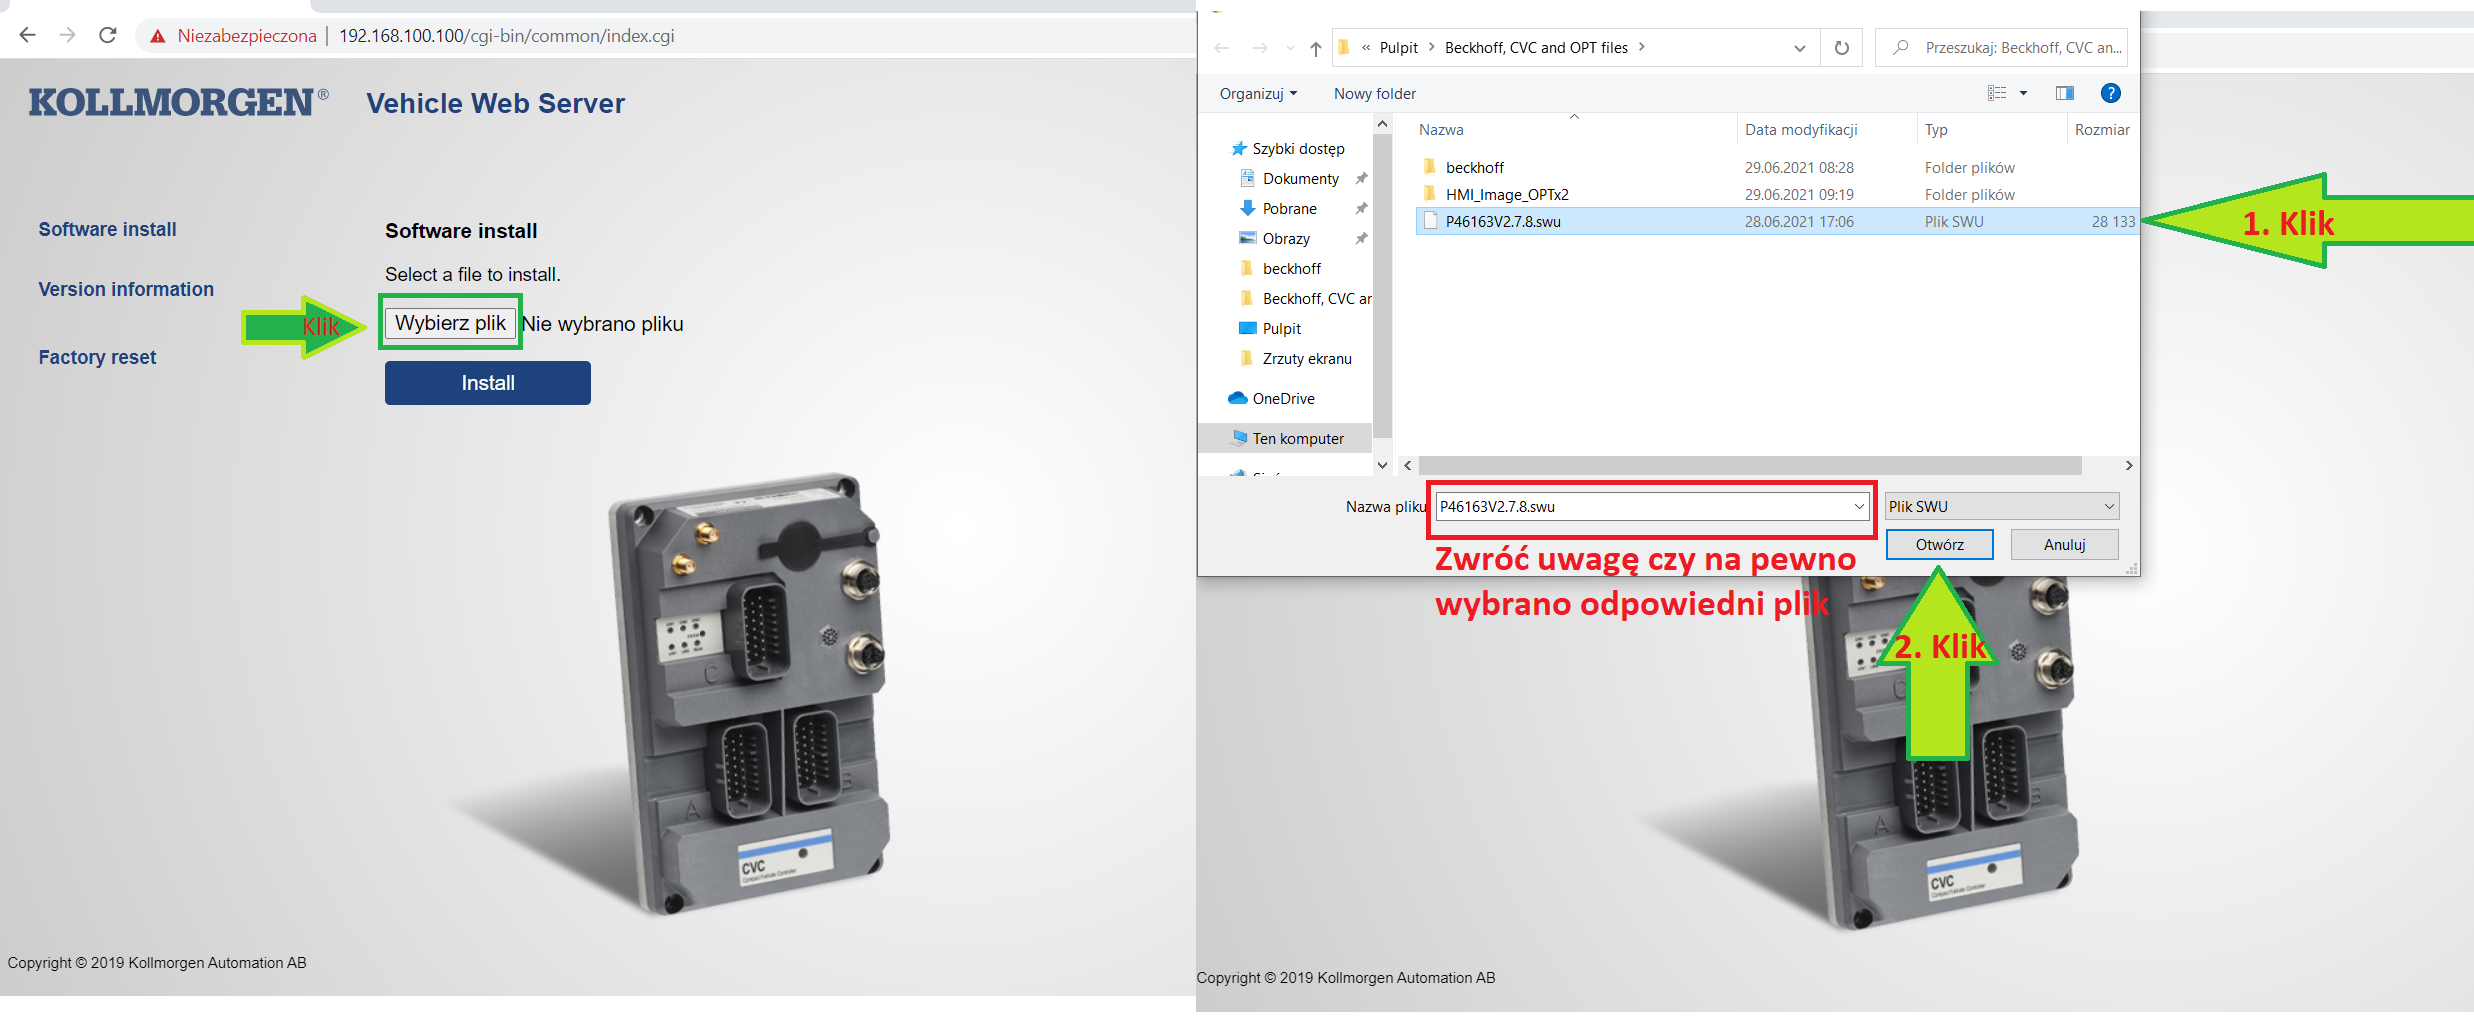 Niezabezpieczona | 192.168.100.100/cgi-bin/common/index.cgi
KOLLMORGEN® Vehicle Web Server
Software install
Version information
Factory reset
Software install
Select a file to install.
Klik
Wybierz plik Nie wybrano pliku
Install
C
A
B
CVC
Compact Vehicle Controller
Copyright © 2019 Kollmorgen Automation AB
« Pulpit > Beckhoff, CVC and OPT files >
Przeszukaj: Beckhoff, CVC an...
Organizuj Nowy folder
?
Nazwa Data modyfikacji Typ Rozmiar
Szybki dostęp
Dokumenty
Pobrane
Obrazy
beckhoff
Beckhoff, CVC ar
Pulpit
Zrzuty ekranu
OneDrive
Ten komputer
beckhoff 29.06.2021 08:28 Folder plików
HMI_Image_OPTx2 29.06.2021 09:19 Folder plików
P46163V2.7.8.swu 28.06.2021 17:06 Plik SWU 28 133
1. Klik
Nazwa pliku P46163V2.7.8.swu Plik SWU
Otwórz Anuluj
Zwróć uwagę czy na pewno
wybrano odpowiedni plik
2. Klik
A
B
CVC
Compact Vehicle Controller
Copyright © 2019 Kollmorgen Automation AB